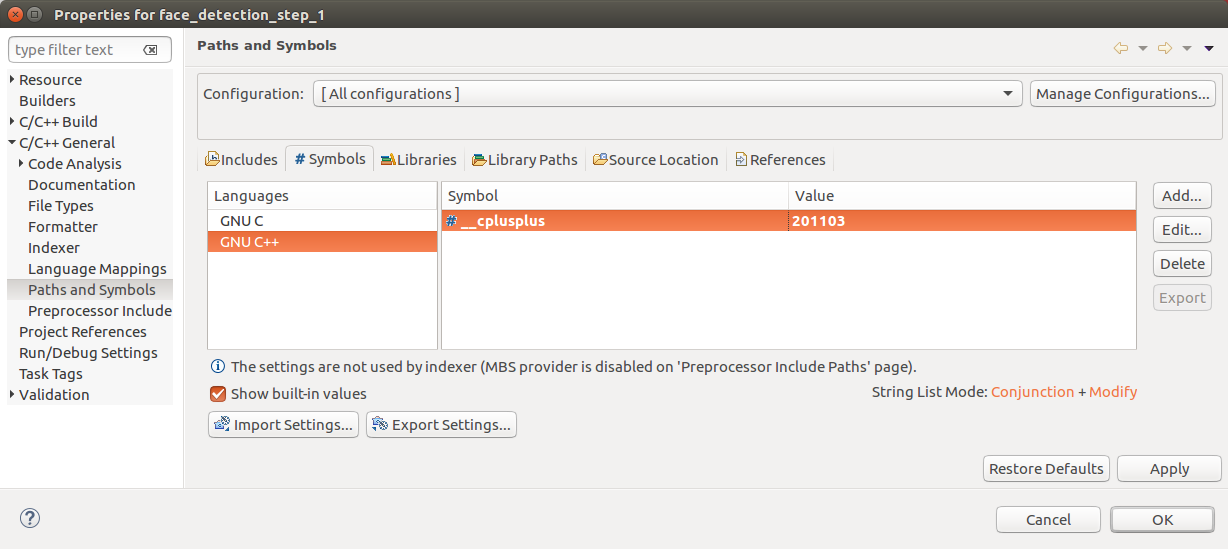 Properties for face_detection_step_1
type filter text
Paths and Symbols
Resource
Builders
C/C++ Build
C/C++ General
Code Analysis
Documentation
File Types
Formatter
Indexer
Language Mappings
Paths and Symbols
Preprocessor Include
Project References
Run/Debug Settings
Task Tags
Validation
Configuration: [ All configurations ] Manage Configurations...
Includes # Symbols Libraries Library Paths Source Location References
Languages Symbol Value
GNU C # __cplusplus 201103
GNU C++
Add...
Edit...
Delete
Export
The settings are not used by indexer (MBS provider is disabled on 'Preprocessor Include Paths' page).
Show built-in values String List Mode: Conjunction + Modify
Import Settings... Export Settings...
Restore Defaults Apply
? Cancel OK